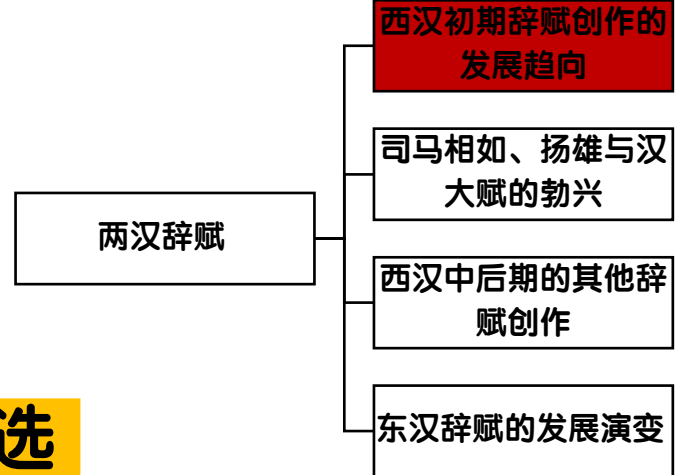 西汉初期辞赋创作的
发展趋向
司马相如、扬雄与汉
大赋的勃兴
两汉辞赋
西汉中后期的其他辞
赋创作
东汉辞赋的发展演变
选